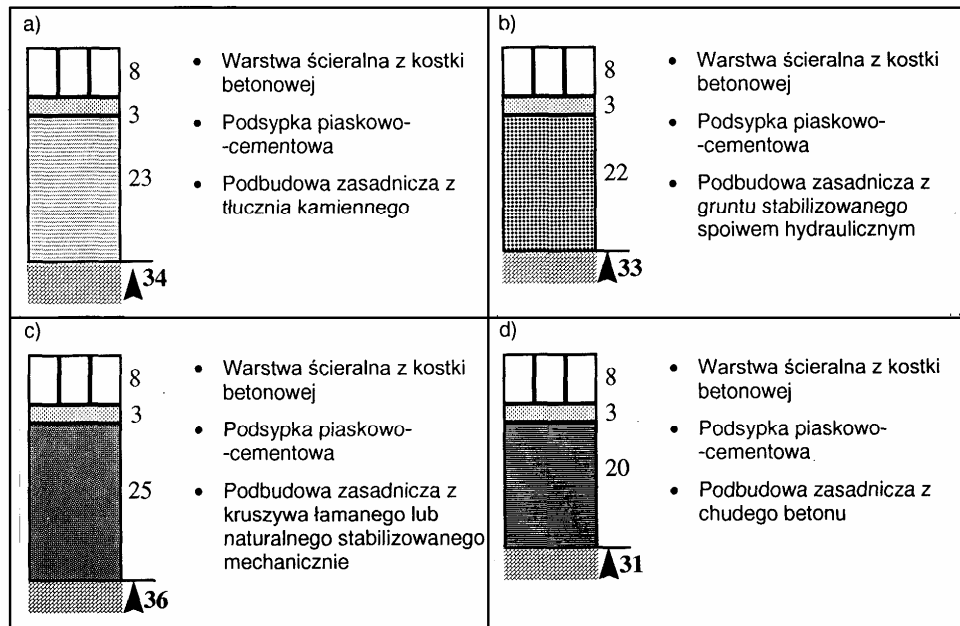 a)
8
3
23
34
• Warstwa ścieralna z kostki
betonowej
• Podsypka piaskowo-
-cementowa
• Podbudowa zasadnicza z
tłucznia kamiennego
b)
8
3
22
33
• Warstwa ścieralna z kostki
betonowej
• Podsypka piaskowo-
-cementowa
• Podbudowa zasadnicza z
gruntu stabilizowanego
spoiwem hydraulicznym
c)
8
3
25
36
• Warstwa ścieralna z kostki
betonowej
• Podsypka piaskowo-
-cementowa
• Podbudowa zasadnicza z
kruszywa łamanego lub
naturalnego stabilizowanego
mechanicznie
d)
8
3
20
31
• Warstwa ścieralna z kostki
betonowej
• Podsypka piaskowo-
-cementowa
• Podbudowa zasadnicza z
chudego betonu